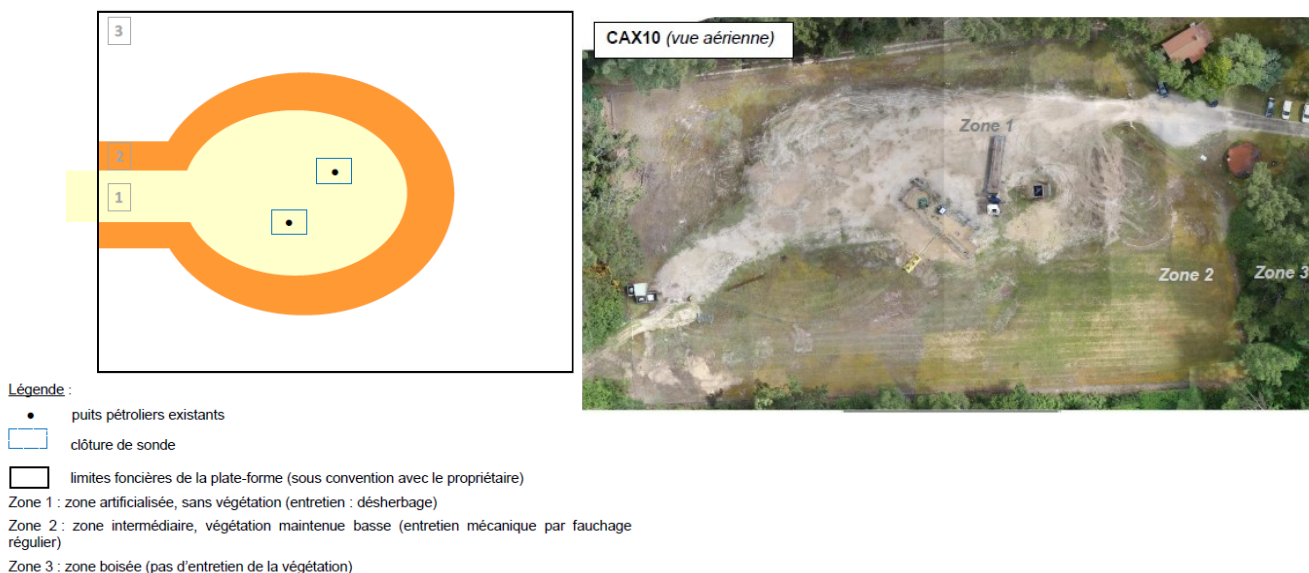 3
2
1
CAX10 (vue aérienne)
Zone 1
Zone 2
Zone 3
Légende :
puits pétroliers existants
clôture de sonde
limites foncières de la plate-forme (sous convention avec le propriétaire)
Zone 1 : zone artificialisée, sans végétation (entretien : désherbage)
Zone 2 : zone intermédiaire, végétation maintenue basse (entretien mécanique par fauchage
régulier)
Zone 3 : zone boisée (pas d'entretien de la végétation)